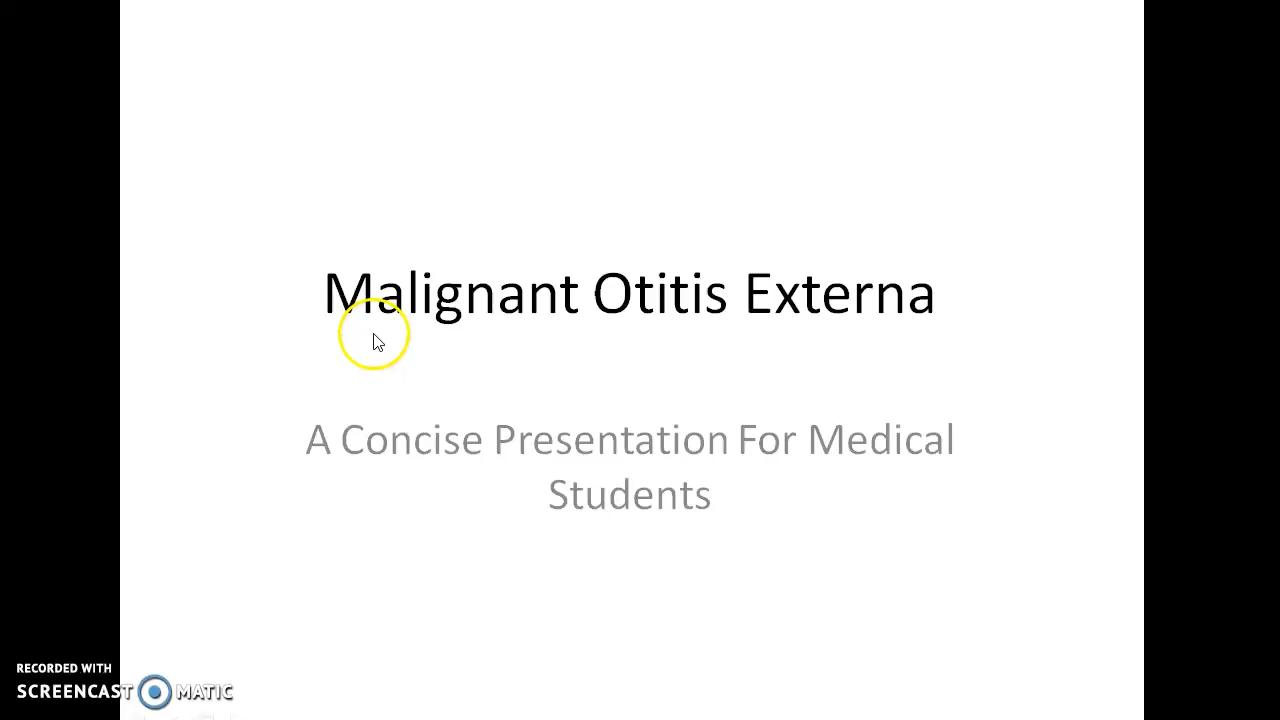 Malignant Otitis Externa
A Concise Presentation For Medical
Students
RECORDED WITH
SCREENCAST MATIC